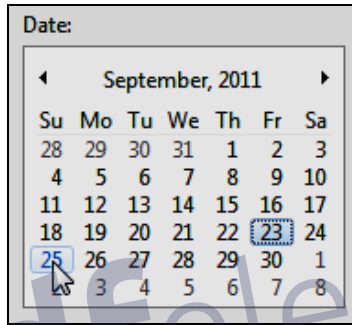 Date:
September, 2011
Su Mo Tu We Th Fr Sa
28 29 30 31 1 2 3
4 5 6 7 8 9 10
11 12 13 14 15 16 17
18 19 20 21 22 23 24
25 26 27 28 29 30 1
3 4 5 6 7 8